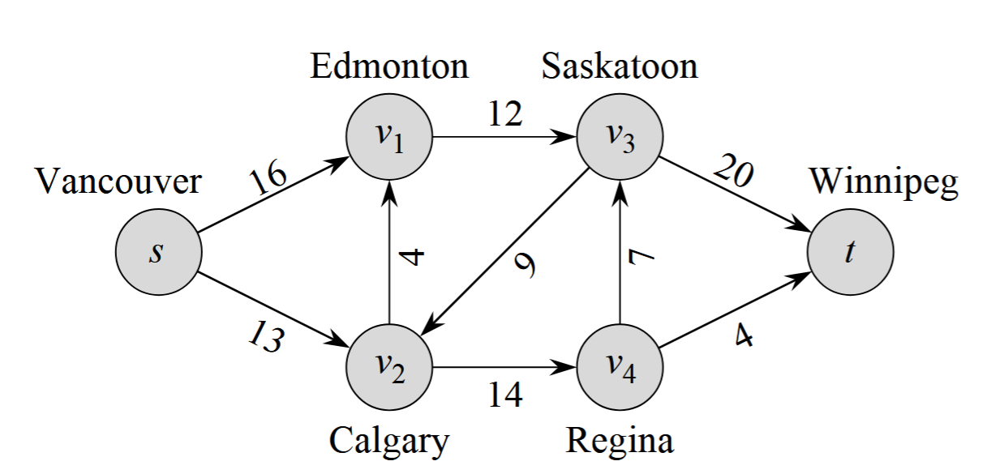 Edmonton
Saskatoon
12
v1
v3
16
20
Vancouver
Winnipeg
s
4
9
7
t
13
4
v2
v4
14
Calgary
Regina